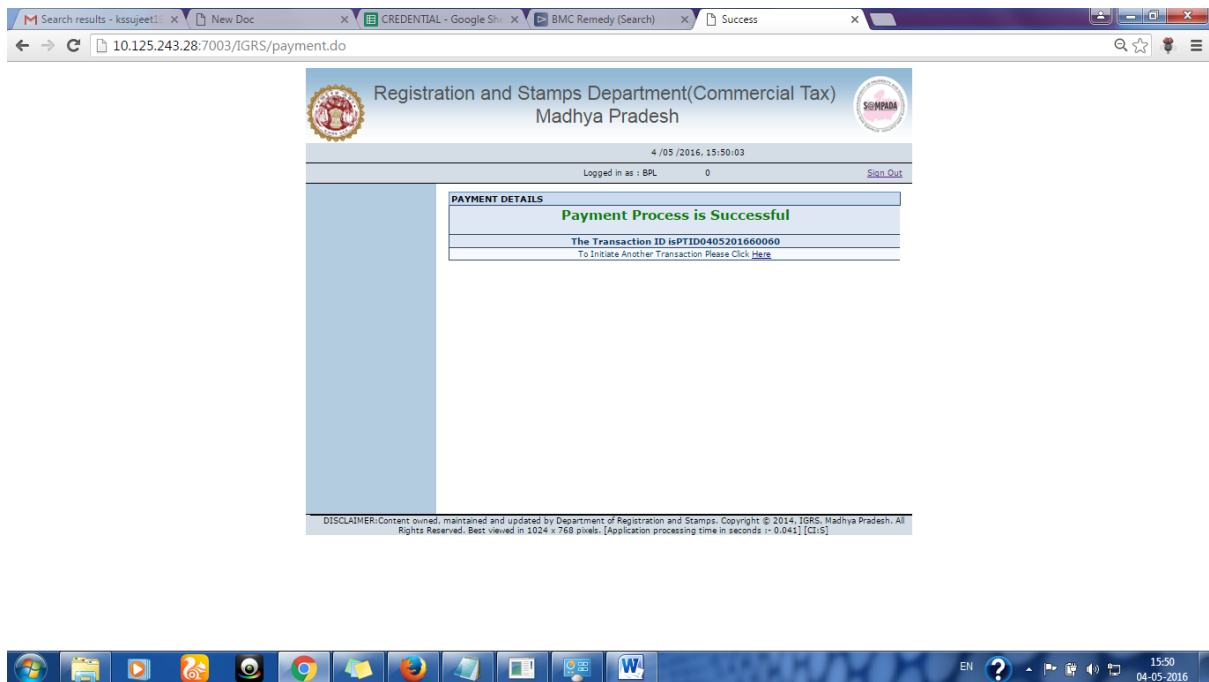 Search results - kssujeet1
New Doc
CREDENTIAL - Google She
BMC Remedy (Search)
Success
10.125.243.28:7003/IGRS/payment.do
Registration and Stamps Department(Commercial Tax)
Madhya Pradesh
S@MPADA
4 /05 /2016, 15:50:03
Logged in as : BPL 0 Sign Out
PAYMENT DETAILS
Payment Process is Successful
The Transaction ID isPTID0405201660060
To Initiate Another Transaction Please Click Here
DISCLAIMER:Content owned, maintained and updated by Department of Registration and Stamps. Copyright © 2014, IGRS, Madhya Pradesh. All
Rights Reserved. Best viewed in 1024 x 768 pixels. [Application processing time in seconds :- 0.041] [CI:S]
EN
15:50
04-05-2016